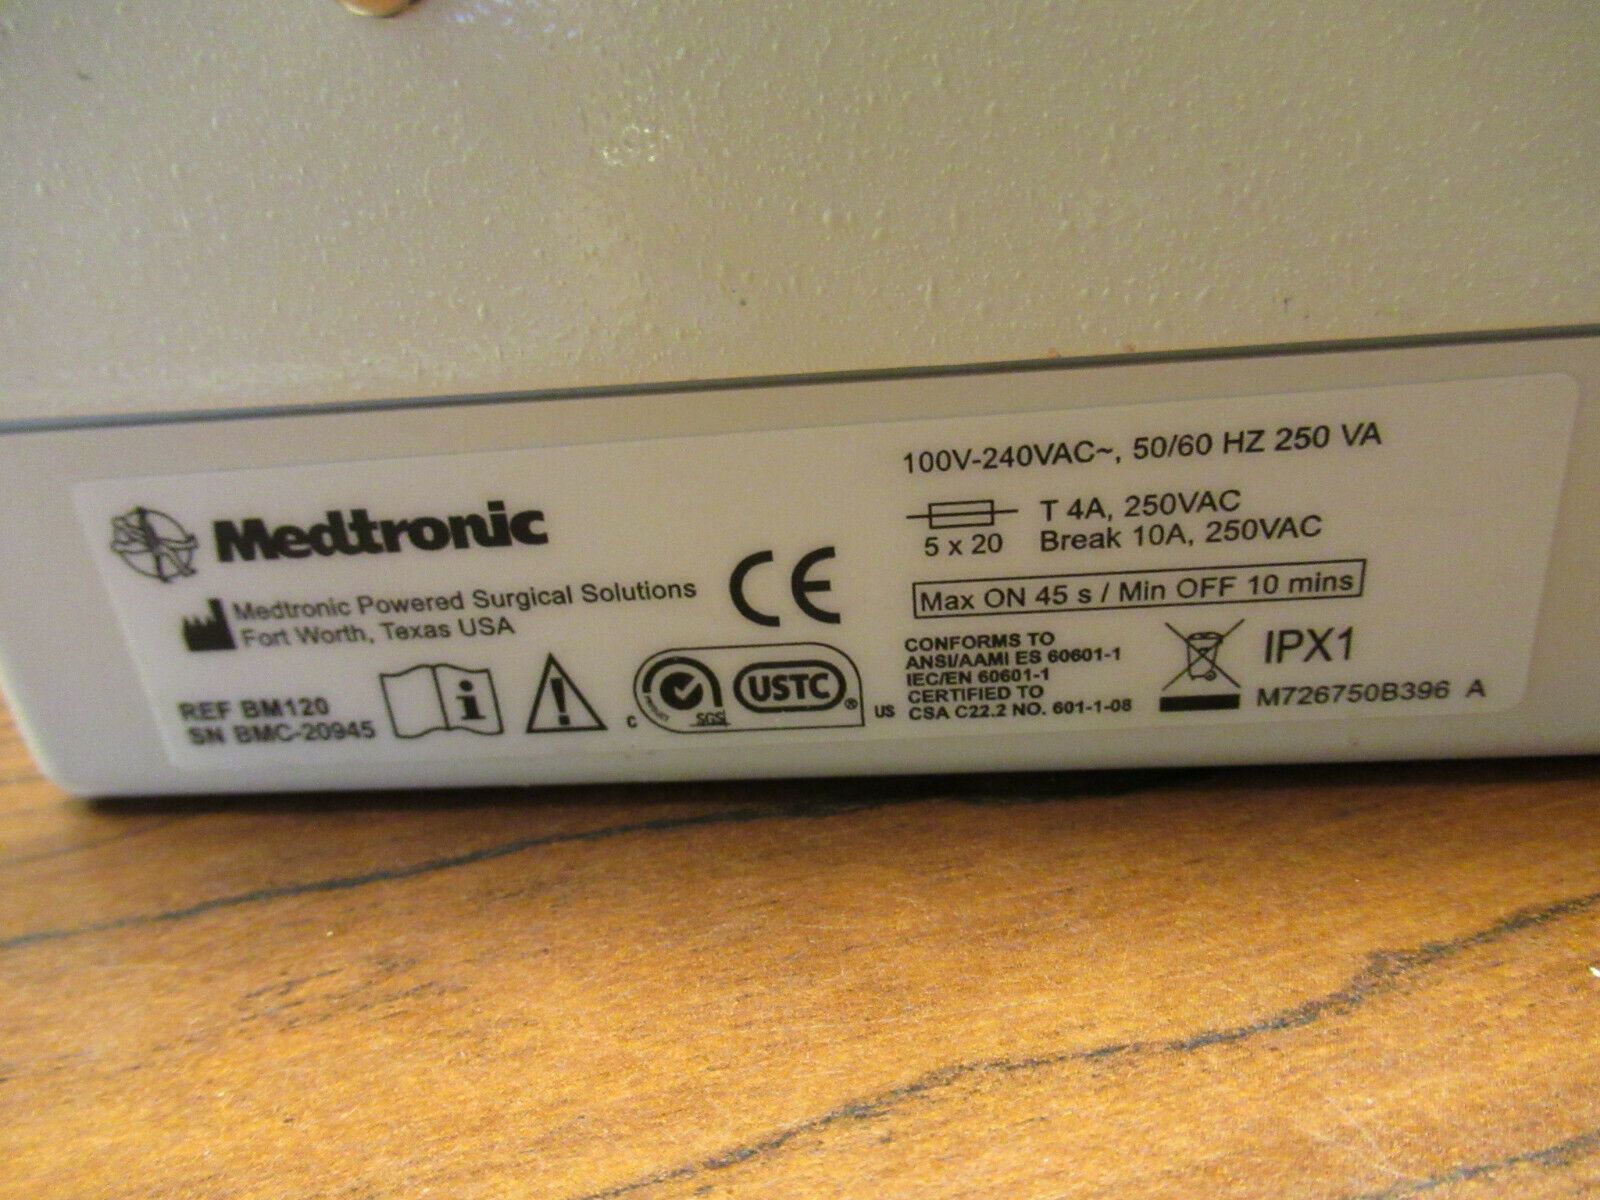 Medtronic
Medtronic Powered Surgical Solutions
Fort Worth, Texas USA
REF BM120
SN BMC-20945
i
!
CE
C
PRODUCT
SGS
USTC
®
US
100V-240VAC~, 50/60 HZ 250 VA
T 4A, 250VAC
5 x 20 Break 10A, 250VAC
Max ON 45 s / Min OFF 10 mins
CONFORMS TO
ANSI/AAMI ES 60601-1
IEC/EN 60601-1
CERTIFIED TO
CSA C22.2 NO. 601-1-08
IPX1
M726750B396 A